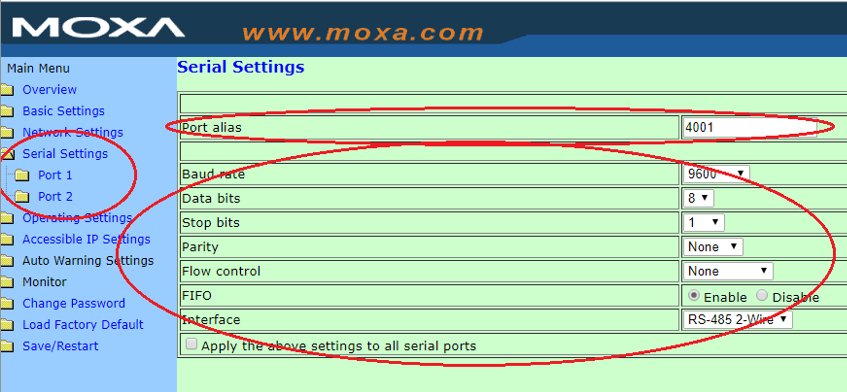 MOXA
www.moxa.com
Main Menu
Overview
Basic Settings
Network Settings
Serial Settings
Port 1
Port 2
Operating Settings
Accessible IP Settings
Auto Warning Settings
Monitor
Change Password
Load Factory Default
Save/Restart
Serial Settings
Port alias 4001
Baud rate 9600
Data bits 8
Stop bits 1
Parity None
Flow control None
FIFO Enable Disable
Interface RS-485 2-Wire
Apply the above settings to all serial ports